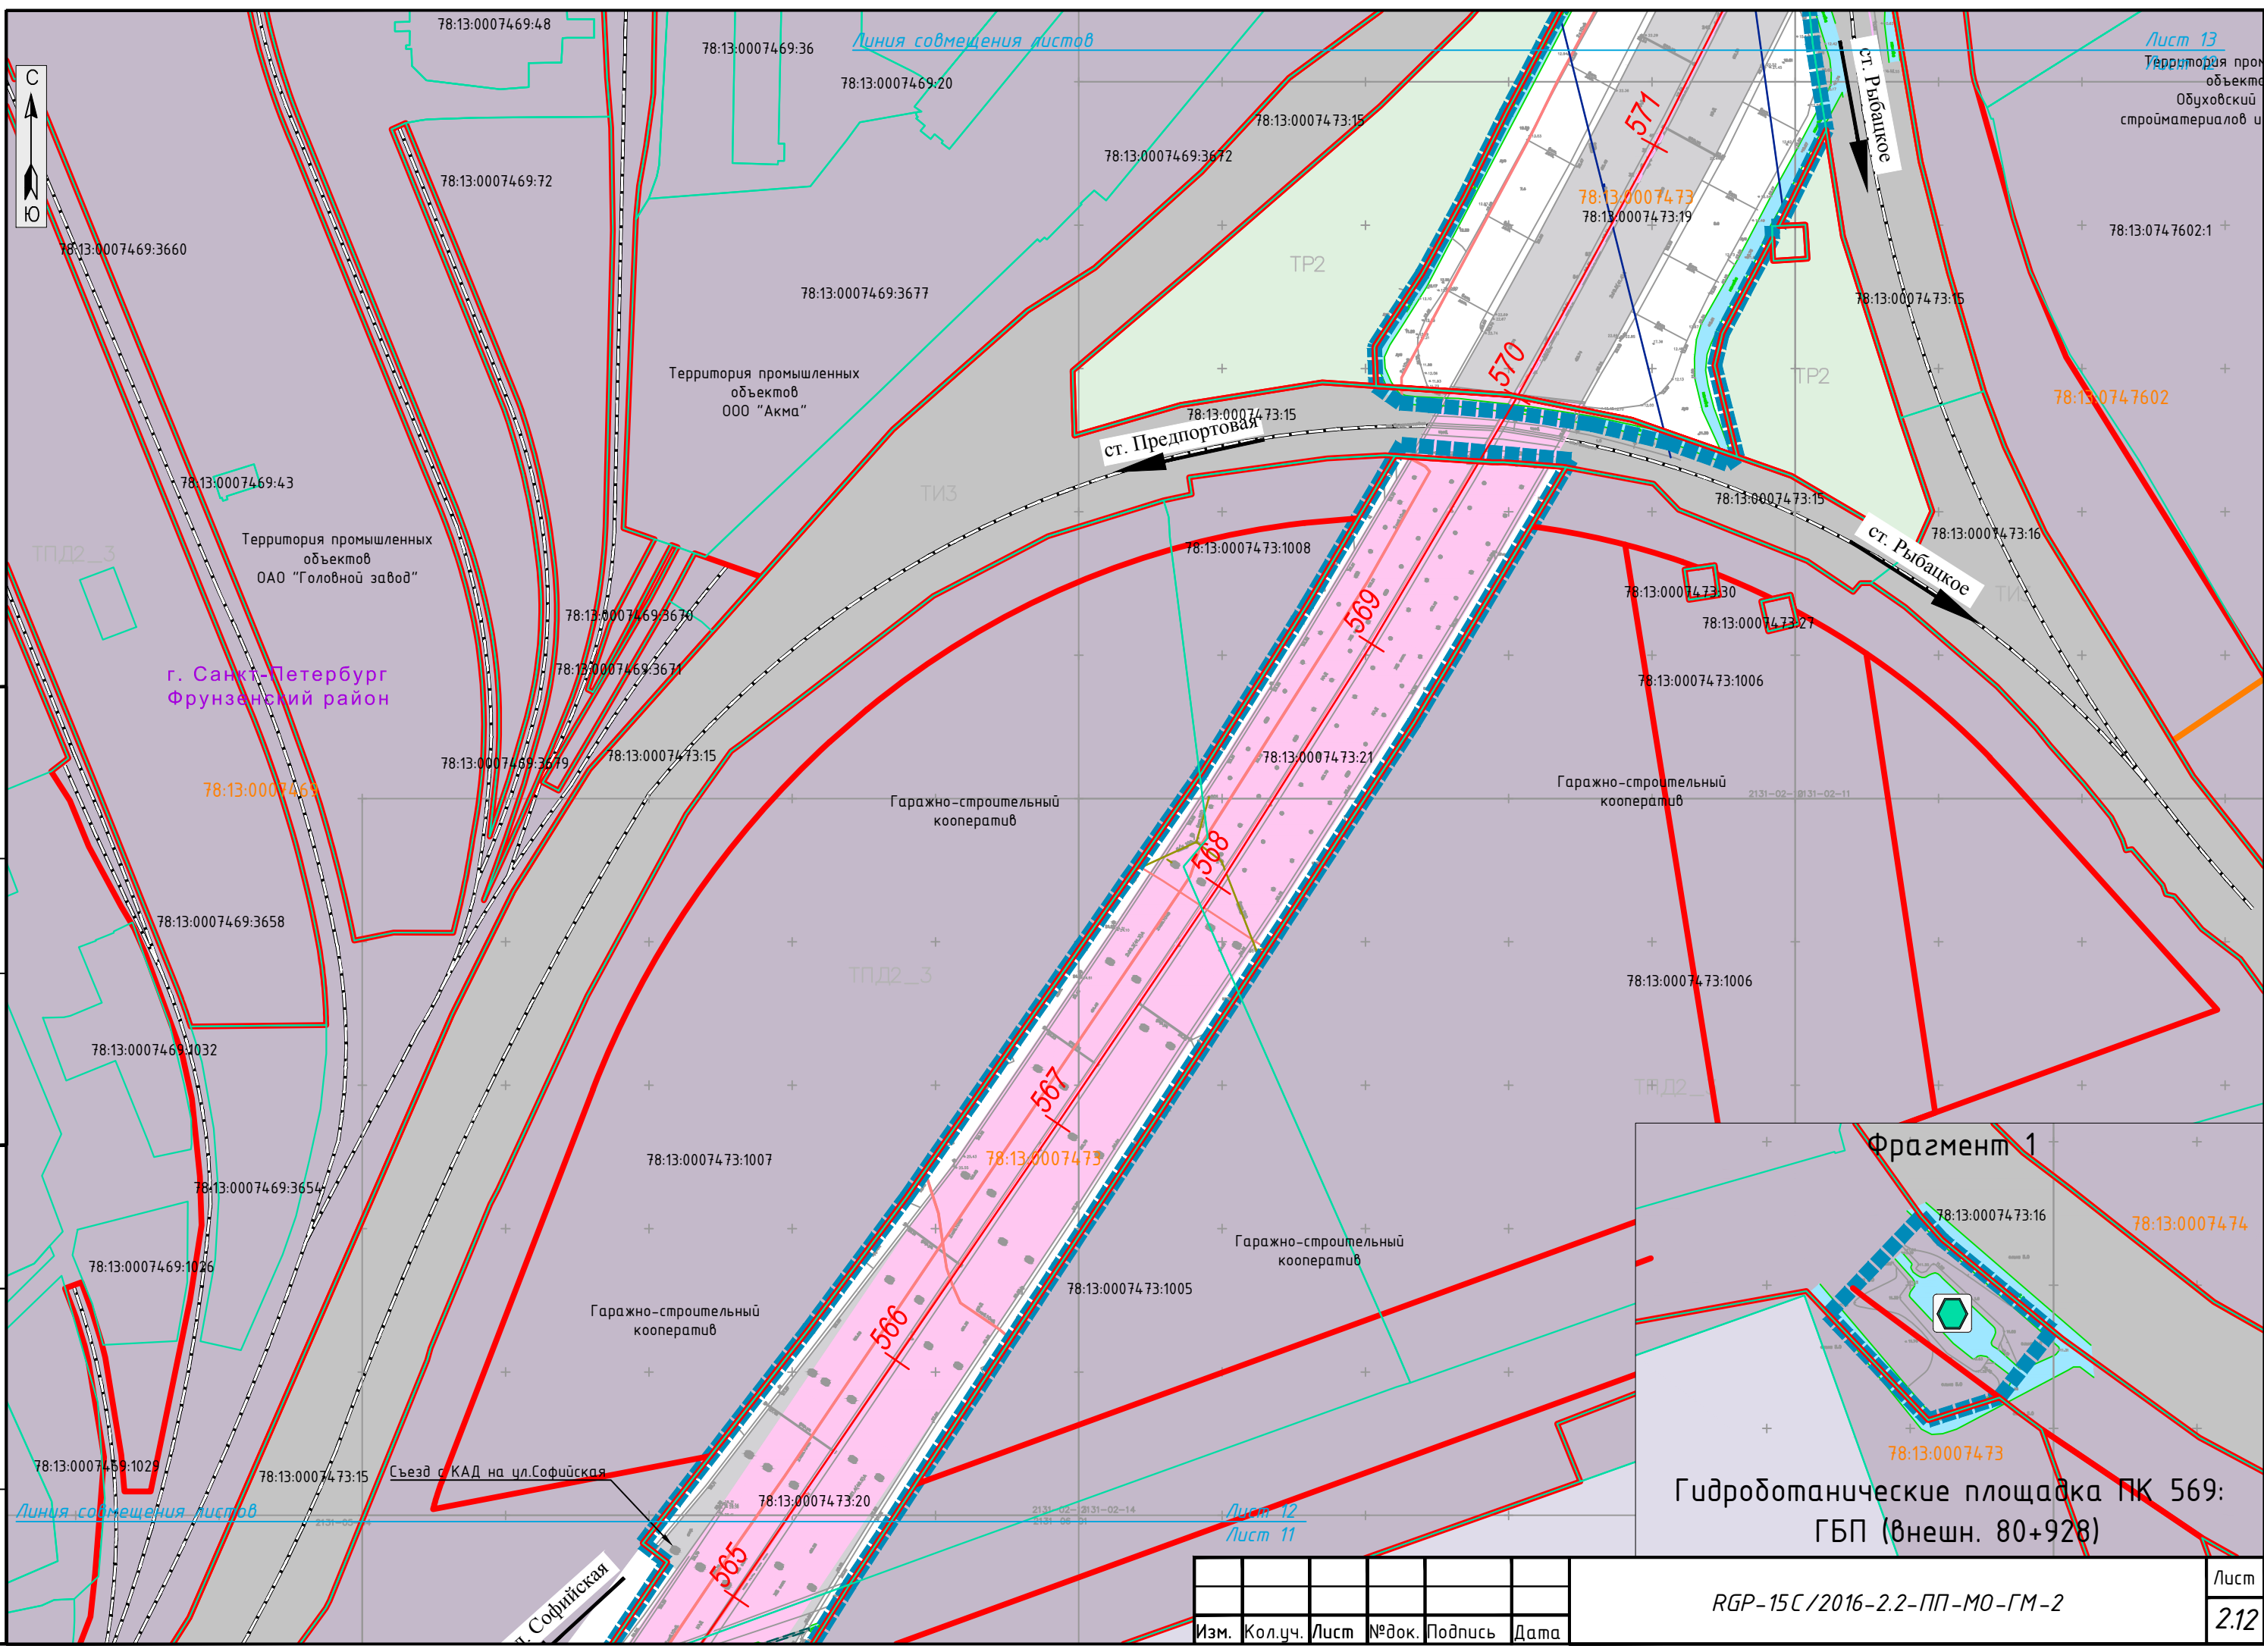 78:13:0007469:48
78:13:0007469:36
Линия совмещения листов
Лист 13
78:13:0007469:20
С
Ю
78:13:0007473:15
78:13:0007469:3672
571
ст. Рыбацкое
объекто
Обуховский
стройматериалов и
78:13:0007469:72
78:13:0007473
78:13:0007473:19
78:13:0747602:1
78:13:0007469:3660
ТР2
78:13:0007469:3677
78:13:0007473:15
Территория промышленных
объектов
ООО "Акма"
570
ТР2
78:13:0747602
78:13:0007473:15
ст. Предпортовая
78:13:0007469:43
ТИ3
78:13:0007473:15
ТПД2_3
Территория промышленных
объектов
ОАО "Головной завод"
78:13:0007473:1008
78:13:0007473:16
ст. Рыбацкое
78:13:0007469:3670
569
78:13:0007473:30
ТИ3
78:13:0007473:27
78:13:0007469:3671
г. Санкт-Петербург
Фрунзенский район
78:13:0007473:1006
78:13:0007469:3679
78:13:0007473:15
78:13:0007473:21
78:13:0007469
Гаражно-строительный
кооператив
Гаражно-строительный
кооператив
2131-02-11
568
78:13:0007469:3658
ТПД2_3
78:13:0007473:1006
78:13:0007469:1032
567
ТПД2_
78:13:0007473:1007
78:13:0007473
78:13:0007469:3654
Гаражно-строительный
кооператив
78:13:0007469:1026
78:13:0007473:1005
Гаражно-строительный
кооператив
566
Фрагмент 1
78:13:0007473:16
78:13:0007474
78:13:0007473
Гидроботанические площадка ПК 569:
ГБП (внешн. 80+928)
78:13:0007469:1029
78:13:0007473:15
Съезд с КАД на ул.Софийская
78:13:0007473:20
Линия совмещения листов
2131-02-14
Лист 12
Лист 11
565
Софийская
Изм. Кол.уч. Лист №док. Подпись Дата
RGP-15С/2016-2.2-ПП-МО-ГМ-2
Лист
2.12